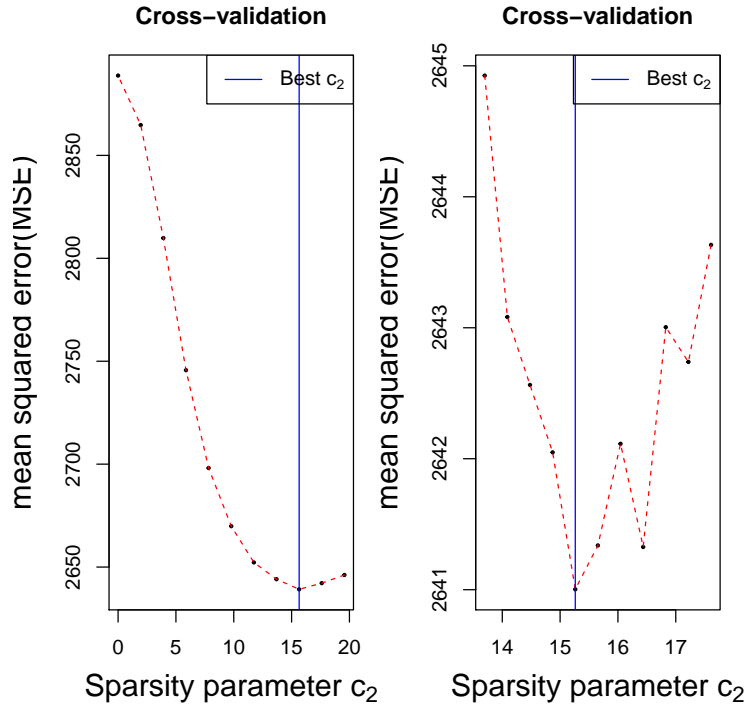 Cross−validation
mean squared error(MSE)
2850
2800
2750
2700
2650
Best c2
0 5 10 15 20
Sparsity parameter c2
Cross−validation
mean squared error(MSE)
2645
2644
2643
2642
2641
Best c2
14 15 16 17
Sparsity parameter c2